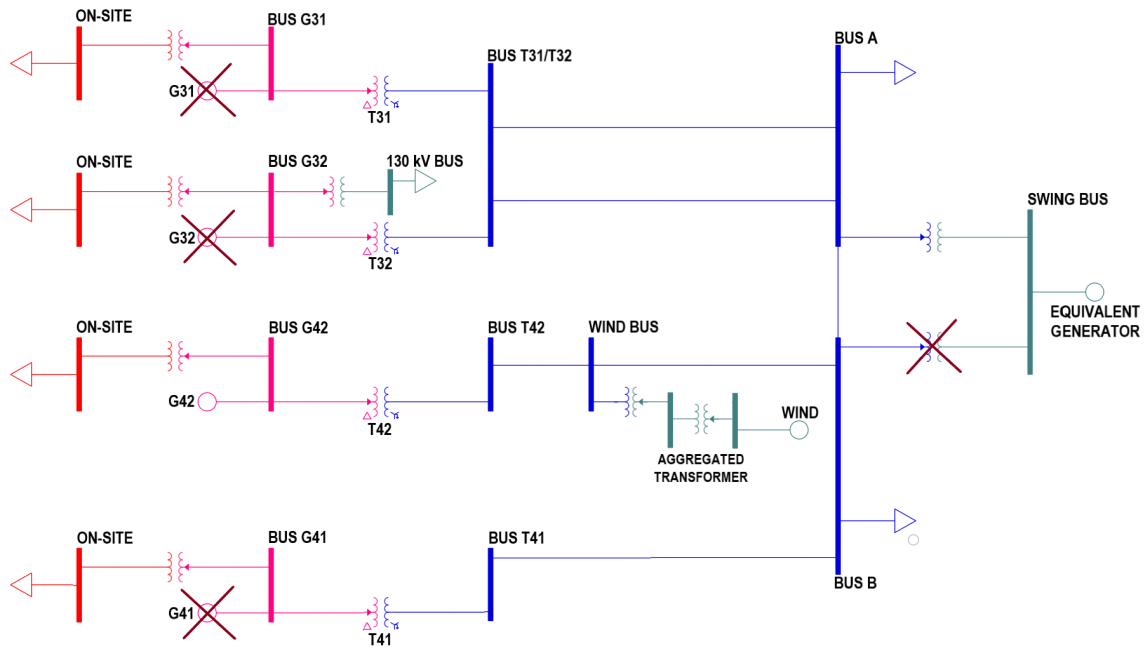 ON-SITE
BUS G31
G31
T31
BUS T31/T32
BUS A
ON-SITE
BUS G32
130 kV BUS
G32
T32
SWING BUS
EQUIVALENT
GENERATOR
ON-SITE
BUS G42
BUS T42
WIND BUS
G42
T42
WIND
AGGREGATED
TRANSFORMER
ON-SITE
BUS G41
BUS T41
BUS B
G41
T41